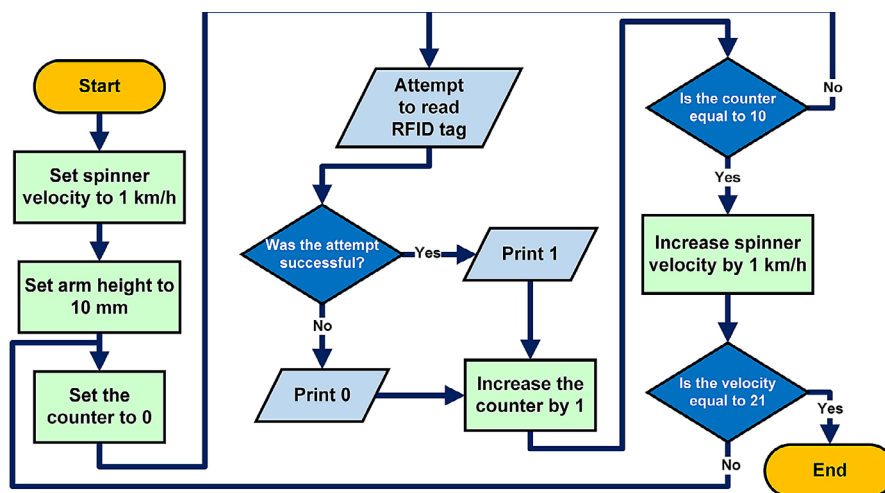 Start
Set spinner
velocity to 1 km/h
Set arm height to
10 mm
Set the
counter to 0
Attempt
to read
RFID tag
Was the attempt
successful?
Yes
Print 1
No
Print 0
Increase the
counter by 1
Is the counter
equal to 10
No
Yes
Increase spinner
velocity by 1 km/h
Is the velocity
equal to 21
Yes
No
End